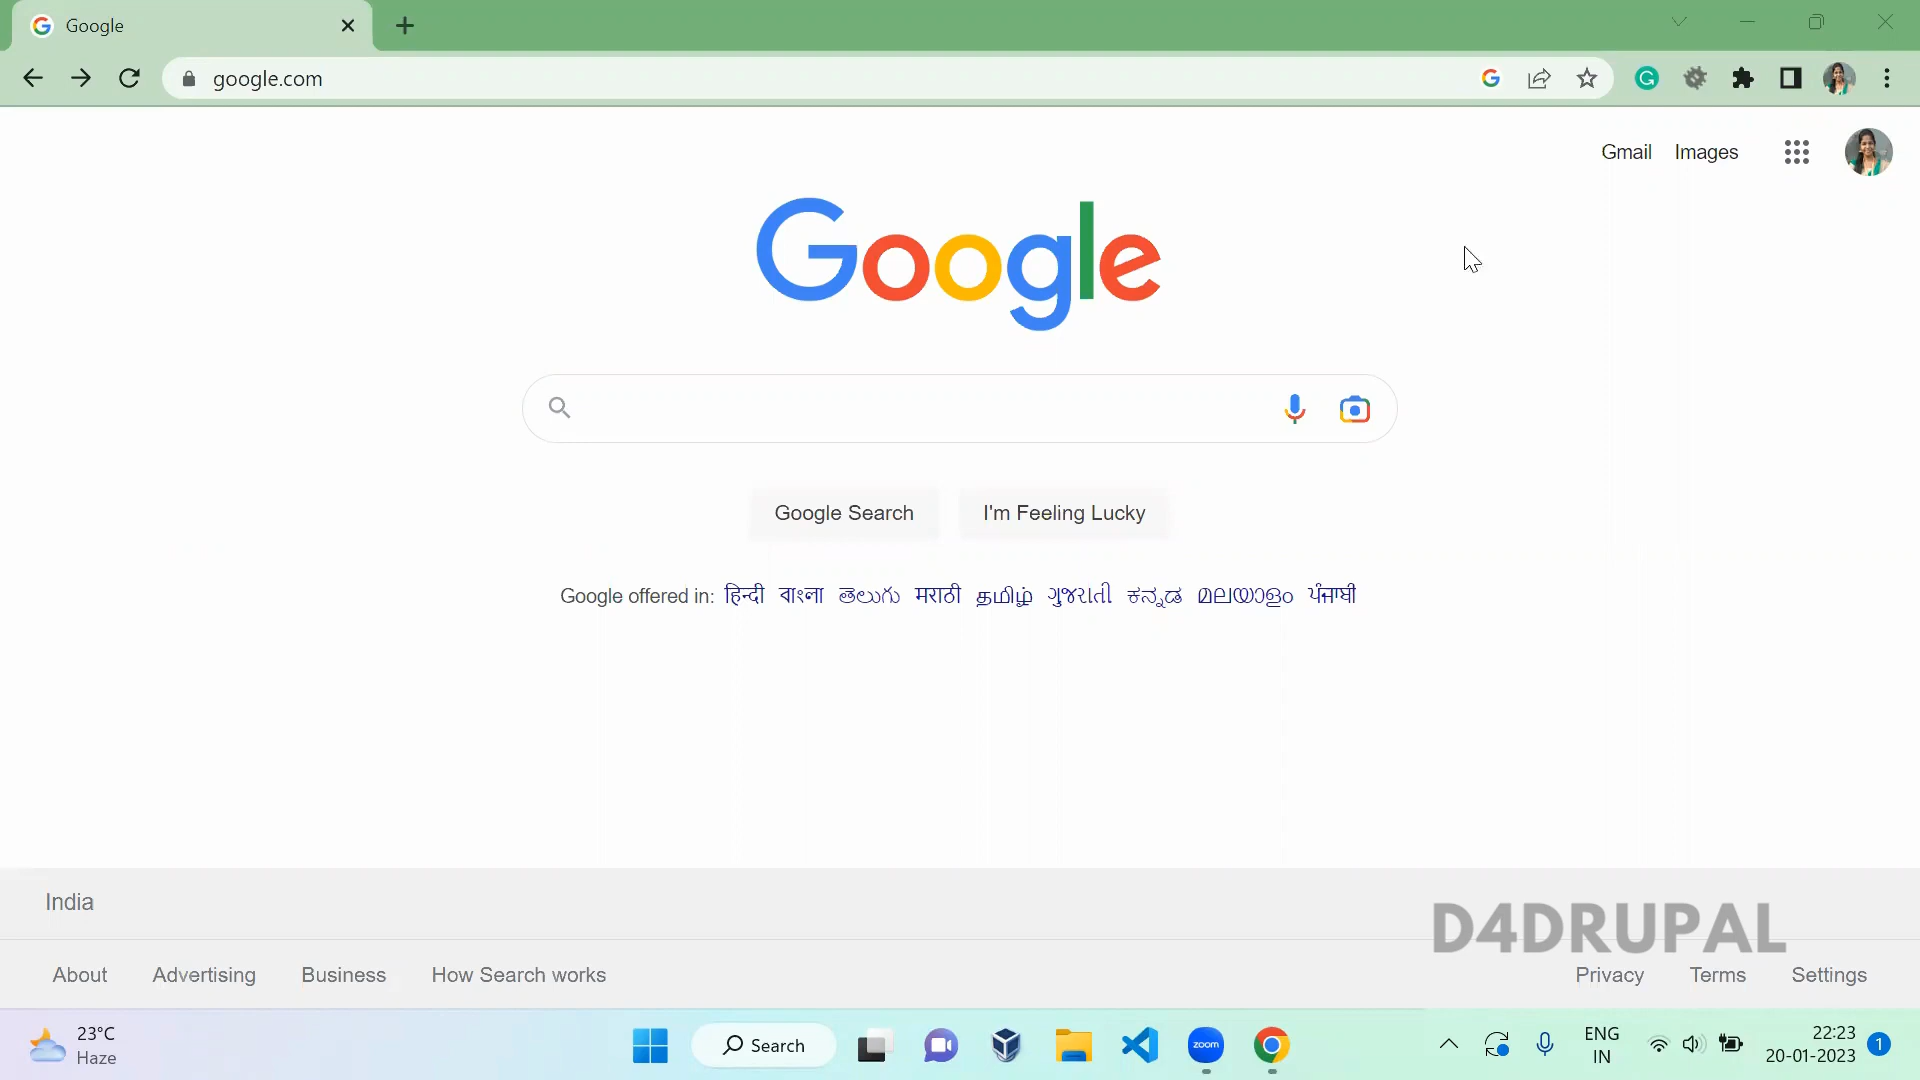 Google
google.com
Gmail Images
Google
Google Search I'm Feeling Lucky
Google offered in: हिन्दी বাংলা తెలుగు मराठी தமிழ் ગુજરાતી ಕನ್ನಡ മലയാളം ਪੰਜਾਬੀ
India
D4DRUPAL
About Advertising Business How Search works Privacy Terms Settings
23°C
Haze
Search
zoom
ENG
IN
22:23
20-01-2023
1